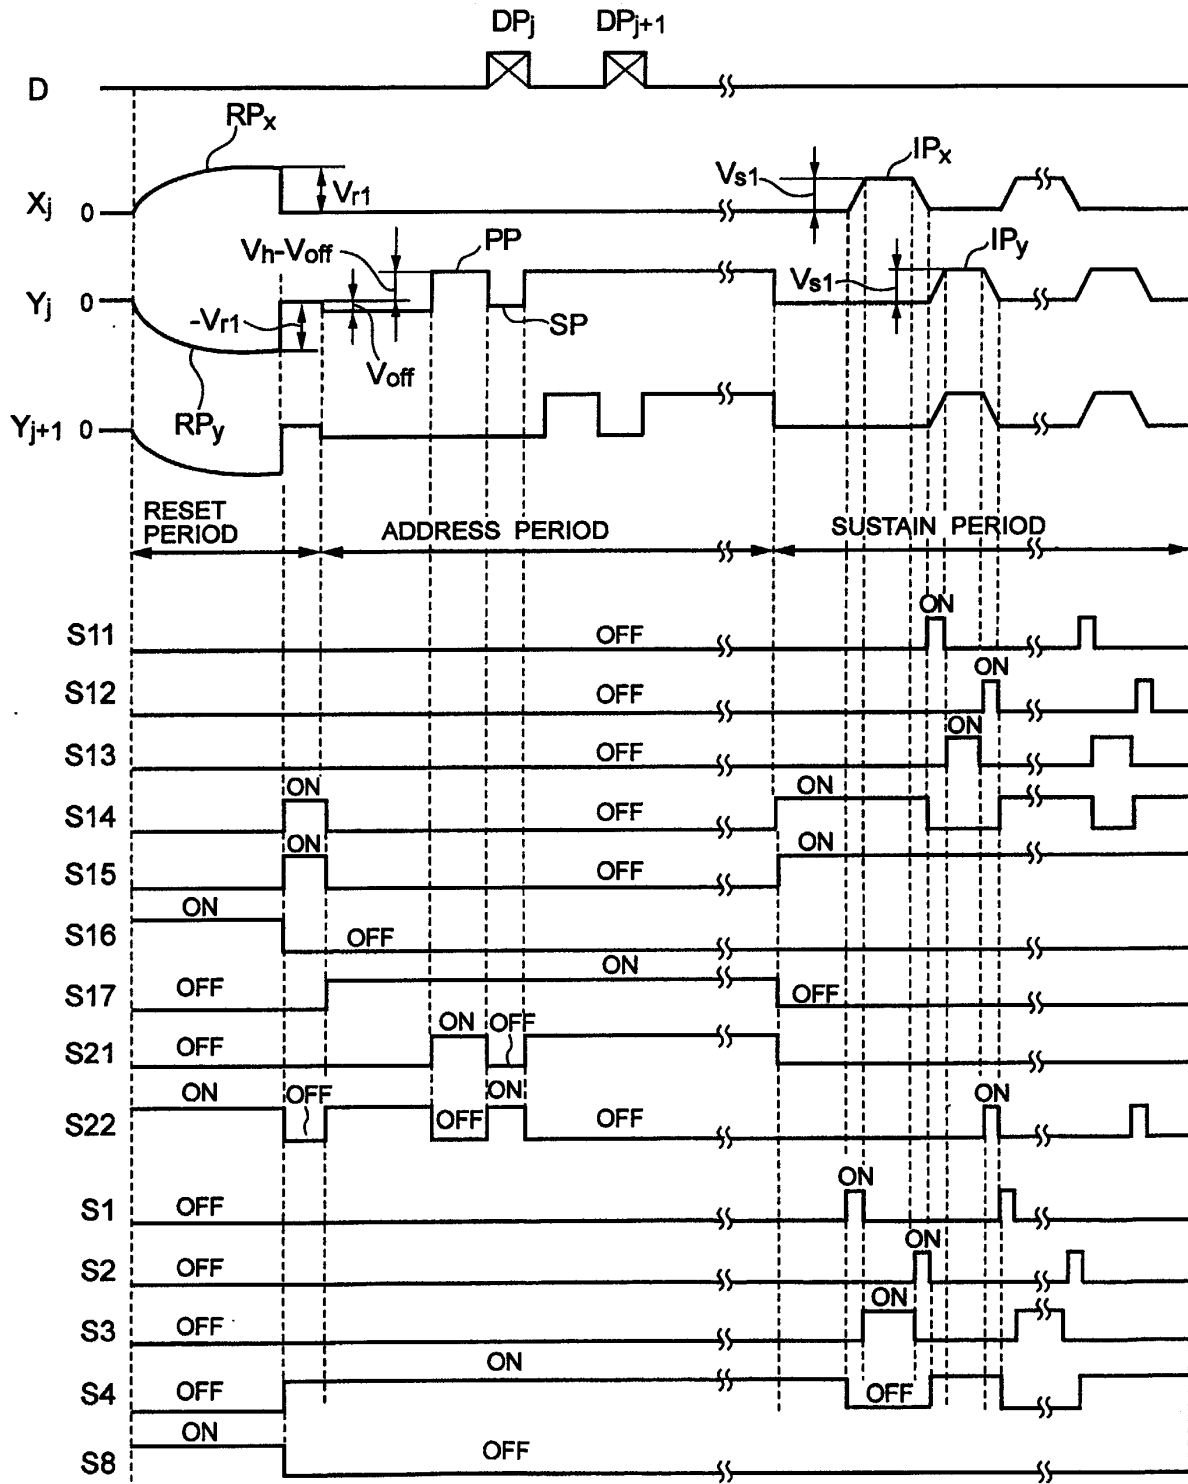 DPj DPj+1
D
RPx
Xj 0 Vr1 Vs1 IPx
Vh-Voff PP Vs1 IPy
Yj 0 -Vr1 Voff SP
Yj+1 0 RPy
RESET PERIOD ADDRESS PERIOD SUSTAIN PERIOD
S11 OFF ON
S12 OFF ON
S13 OFF ON
S14 ON OFF ON
S15 ON OFF ON
S16 ON OFF
S17 OFF ON OFF
S21 OFF ON OFF
S22 ON OFF OFF ON OFF ON
S1 OFF ON
S2 OFF ON
S3 OFF ON
S4 OFF ON OFF
S8 ON OFF